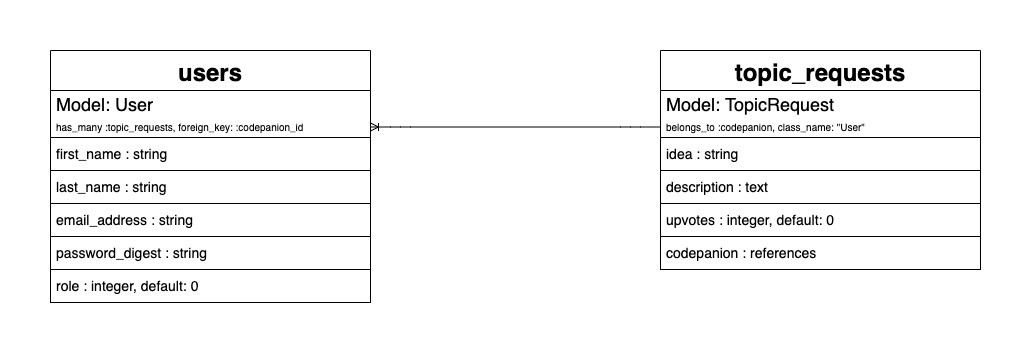 users
Model: User
has_many :topic_requests, foreign_key: :codepanion_id
first_name : string
last_name : string
email_address : string
password_digest : string
role : integer, default: 0
topic_requests
Model: TopicRequest
belongs_to :codepanion, class_name: "User"
idea : string
description : text
upvotes : integer, default: 0
codepanion : references